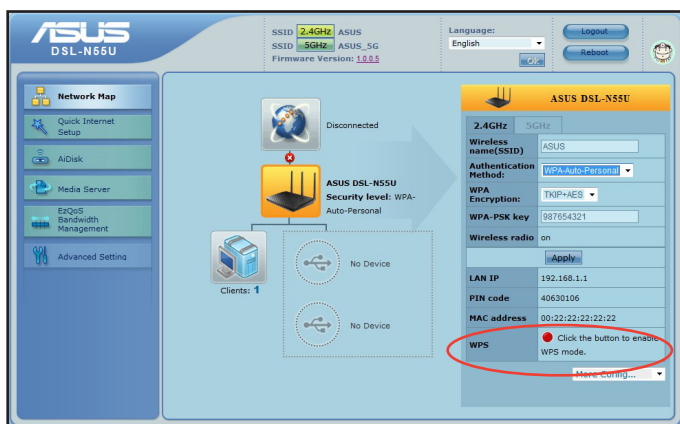 ASUS
DSL-N55U
SSID 2.4GHz ASUS
SSID 5GHz ASUS_5G
Firmware Version: 1.0.0.5
Language:
English
Ok
Logout
Reboot
Network Map
Quick Internet
Setup
AiDisk
Media Server
EzQoS
Bandwidth
Management
Advanced Setting
Disconnected
ASUS DSL-N55U
Security level: WPA-
Auto-Personal
Clients: 1
No Device
No Device
ASUS DSL-N55U
2.4GHz 5GHz
Wireless
name(SSID)
ASUS
Authentication
Method:
WPA-Auto-Personal
WPA
Encryption:
TKIP+AES
WPA-PSK key
987654321
Wireless radio on
Apply
LAN IP 192.168.1.1
PIN code 40630106
MAC address 00:22:22:22:22:22
WPS
Click the button to enable
WPS mode.
More Config...